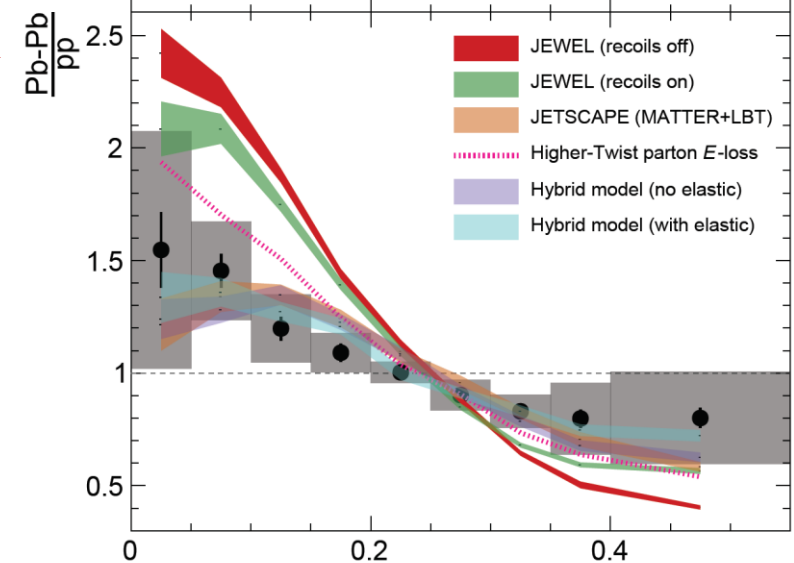 Pb-Pb
pp
2.5
2
1.5
1
0.5
0
0.2
0.4
JEWEL (recoils off)
JEWEL (recoils on)
JETSCAPE (MATTER+LBT)
Higher-Twist parton E-loss
Hybrid model (no elastic)
Hybrid model (with elastic)